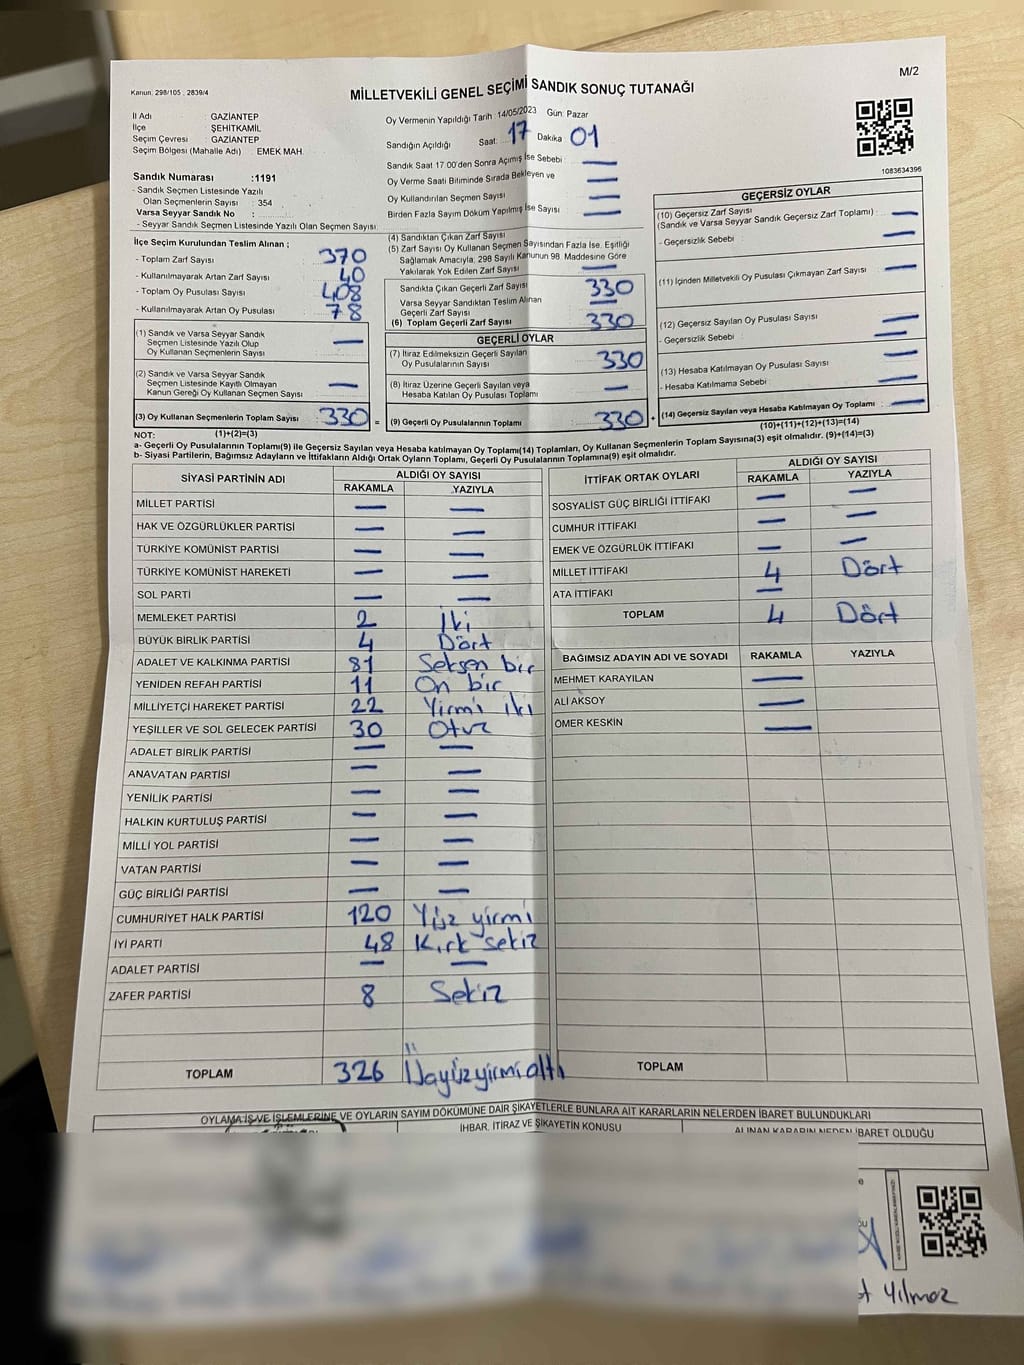 M/2
Kanun: 298/105 , 2839/4
MİLLETVEKİLİ GENEL SEÇİMİ SANDIK SONUÇ TUTANAĞI
İl Adı : GAZİANTEP
İlçe : ŞEHİTKAMİL
Seçim Çevresi : GAZİANTEP
Seçim Bölgesi (Mahalle Adı) : EMEK MAH.
Sandık Numarası :1191
- Sandık Seçmen Listesinde Yazılı
Olan Seçmen Sayısı : 354
Varsa Seyyar Sandık No :
- Seyyar Sandık Seçmen Listesinde Yazılı Olan Seçmen Sayısı
Oy Vermenin Yapıldığı Tarih :14/05/2023 Gün: Pazar
Sandığın Açıldığı Saat: 17 Dakika 01
Sandık Saat 17.00'den Sonra Açımış İse Sebebi : —
Oy Verme Saati Bitiminde Sırada Bekleyen ve —
Oy Kullandırılan Seçmen Sayısı —
Birden Fazla Sayım Döküm Yapılmış İse Sayısı —
1083634396
İlçe Seçim Kurulundan Teslim Alınan ;
- Toplam Zarf Sayısı : 370
- Kullanılmayarak Artan Zarf Sayısı : 40
- Toplam Oy Pusulası Sayısı : 408
- Kullanılmayarak Artan Oy Pusulası : 78
(1) Sandık ve Varsa Seyyar Sandık
Seçmen Listesinde Yazılı Olup —
Oy Kullanan Seçmenlerin Sayısı
(2) Sandık ve Varsa Seyyar Sandık
Seçmen Listesinde Kayıtlı Olmayan —
Kanun Gereği Oy Kullanan Seçmen Sayısı
(3) Oy Kullanan Seçmenlerin Toplam Sayısı 330 =
(1)+(2)=(3)
(4) Sandıktan Çıkan Zarf Sayısı
(5) Zarf Sayısı Oy Kullanan Seçmen Sayısından Fazla İse, Eşitliği
Sağlamak Amacıyla, 298 Sayılı Kanunun 98. Maddesine Göre
Yakılarak Yok Edilen Zarf Sayısı —
Sandıkta Çıkan Geçerli Zarf Sayısı 330
Varsa Seyyar Sandıktan Teslim Alınan
Geçerli Zarf Sayısı —
(6) Toplam Geçerli Zarf Sayısı 330
GEÇERLİ OYLAR
(7) İtiraz Edilmeksizin Geçerli Sayılan
Oy Pusulalarının Sayısı 330
(8) İtiraz Üzerine Geçerli Sayılan veya
Hesaba Katılan Oy Pusulası Toplamı —
(9) Geçerli Oy Pusulalarının Toplamı 330 +
GEÇERSİZ OYLAR
(10) Geçersiz Zarf Sayısı
(Sandık ve Varsa Seyyar Sandık Geçersiz Zarf Toplamı) : —
- Geçersizlik Sebebi —
(11) İçinden Milletvekili Oy Pusulası Çıkmayan Zarf Sayısı —
(12) Geçersiz Sayılan Oy Pusulası Sayısı —
- Geçersizlik Sebebi —
(13) Hesaba Katılmayan Oy Pusulası Sayısı —
- Hesaba Katılmama Sebebi —
(14) Geçersiz Sayılan veya Hesaba Katılmayan Oy Toplamı —
(10)+(11)+(12)+(13)=(14)
NOT:
a- Geçerli Oy Pusulalarının Toplamı(9) ile Geçersiz Sayılan veya Hesaba katılmayan Oy Toplamı(14) Toplamları, Oy Kullanan Seçmenlerin Toplam Sayısına(3) eşit olmalıdır. (9)+(14)=(3)
b- Siyasi Partilerin, Bağımsız Adayların ve İttifakların Aldığı Ortak Oyların Toplamı, Geçerli Oy Pusulalarının Toplamına(9) eşit olmalıdır.
SİYASİ PARTİNİN ADI ALDIĞI OY SAYISI
RAKAMLA YAZIYLA
MİLLET PARTİSİ — —
HAK VE ÖZGÜRLÜKLER PARTİSİ — —
TÜRKİYE KOMÜNİST PARTİSİ — —
TÜRKİYE KOMÜNİST HAREKETİ — —
SOL PARTİ — —
MEMLEKET PARTİSİ 2 İki
BÜYÜK BİRLİK PARTİSİ 4 Dört
ADALET VE KALKINMA PARTİSİ 81 Seksen bir
YENİDEN REFAH PARTİSİ 11 On bir
MİLLİYETÇİ HAREKET PARTİSİ 22 Yirmi iki
YEŞİLLER VE SOL GELECEK PARTİSİ 30 Otuz
ADALET BİRLİK PARTİSİ — —
ANAVATAN PARTİSİ — —
YENİLİK PARTİSİ — —
HALKIN KURTULUŞ PARTİSİ — —
MİLLİ YOL PARTİSİ — —
VATAN PARTİSİ — —
GÜÇ BİRLİĞİ PARTİSİ — —
CUMHURİYET HALK PARTİSİ 120 Yüz yirmi
İYİ PARTİ 48 Kırk sekiz
ADALET PARTİSİ — —
ZAFER PARTİSİ 8 Sekiz
TOPLAM 326 Üçyüzyirmialtı
İTTİFAK ORTAK OYLARI ALDIĞI OY SAYISI
RAKAMLA YAZIYLA
SOSYALİST GÜÇ BİRLİĞİ İTTİFAKI — —
CUMHUR İTTİFAKI — —
EMEK VE ÖZGÜRLÜK İTTİFAKI — —
MİLLET İTTİFAKI 4 Dört
ATA İTTİFAKI —
TOPLAM 4 Dört
BAĞIMSIZ ADAYIN ADI VE SOYADI RAKAMLA YAZIYLA
MEHMET KARAYILAN —
ALİ AKSOY —
ÖMER KESKİN —
TOPLAM
OYLAMA İŞ VE İŞLEMLERİNE VE OYLARIN SAYIM DÖKÜMÜNE DAİR ŞİKAYETLERLE BUNLARA AİT KARARLARIN NELERDEN İBARET BULUNDUKLARI
İHBAR, İTİRAZ VE ŞİKAYETİN KONUSU
ALINAN KARARIN NEDEN İBARET OLDUĞU
Yılmaz